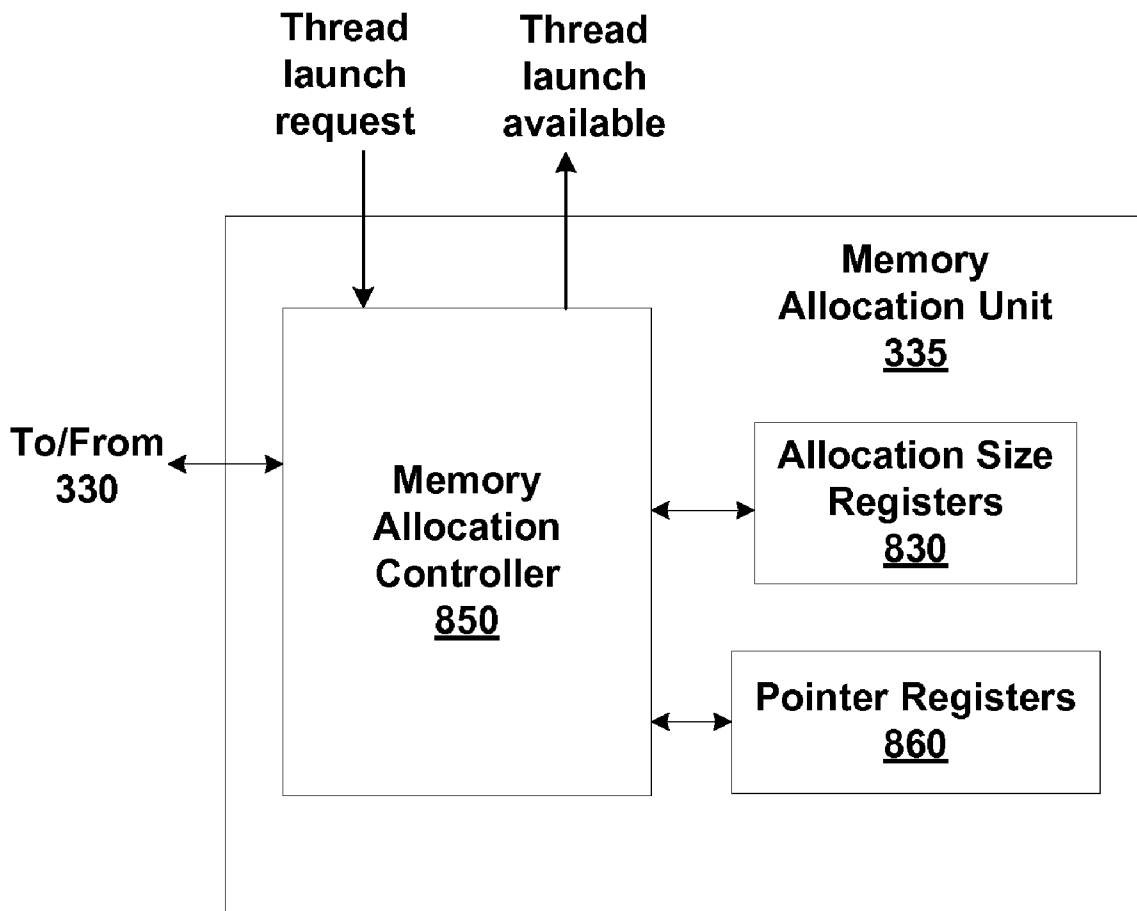 Thread
launch
request
Thread
launch
available
Memory
Allocation Unit
335
To/From
330
Memory
Allocation
Controller
850
Allocation Size
Registers
830
Pointer Registers
860